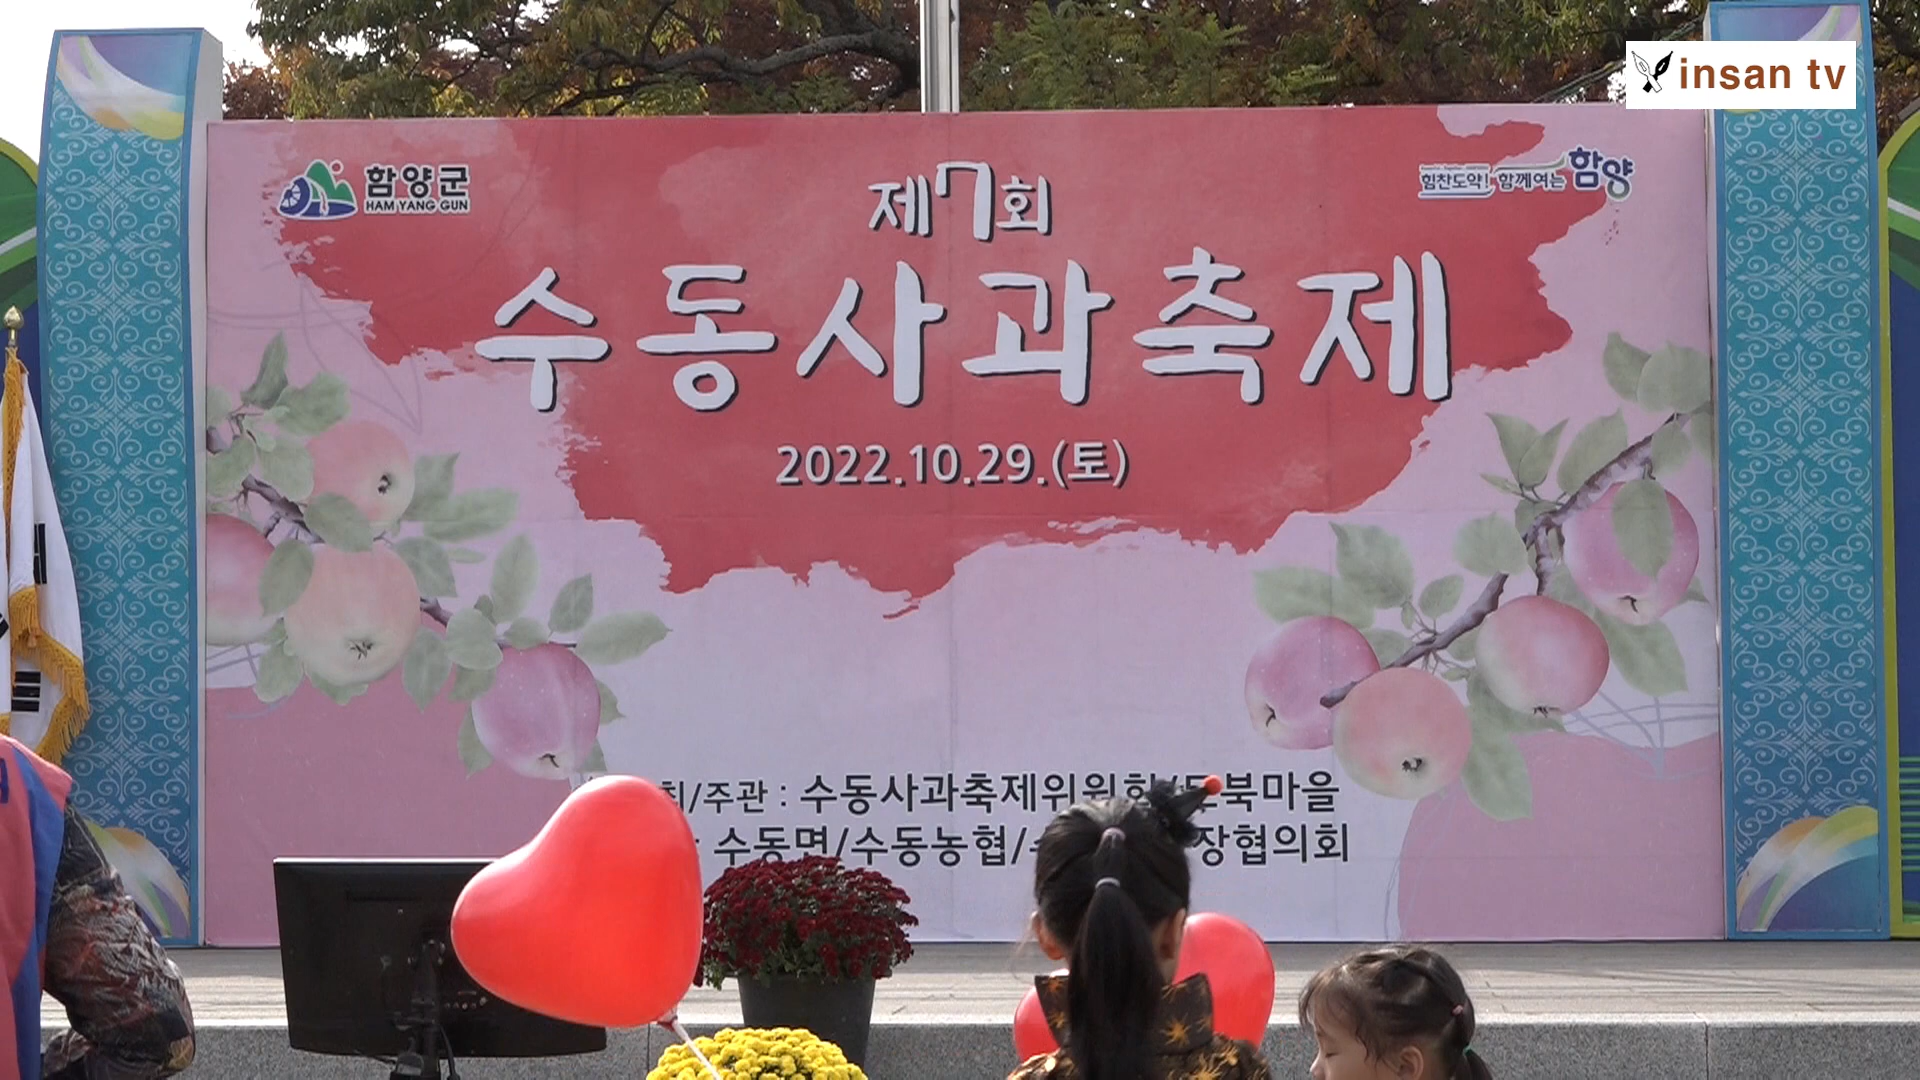 insan tv
함양군
HAM YANG GUN
힘찬도약! 함께여는 함양
제7회
수동사과축제
2022.10.29.(토)
/주관 : 수동사과축제위원회/도북마을
수동면/수동농협/ 장협의회